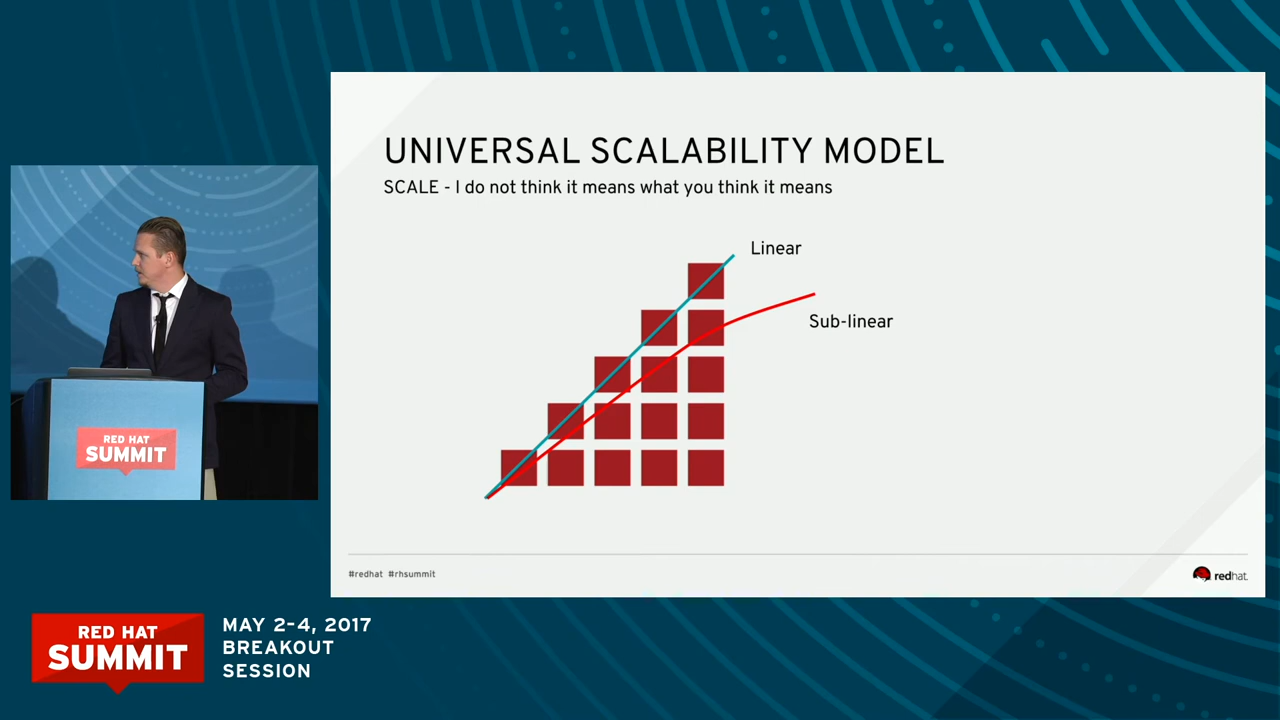 UNIVERSAL SCALABILITY MODEL
SCALE - I do not think it means what you think it means
Linear
Sub-linear
#redhat #rhsummit
redhat.
RED HAT
SUMMIT
RED HAT
SUMMIT
MAY 2-4, 2017
BREAKOUT
SESSION